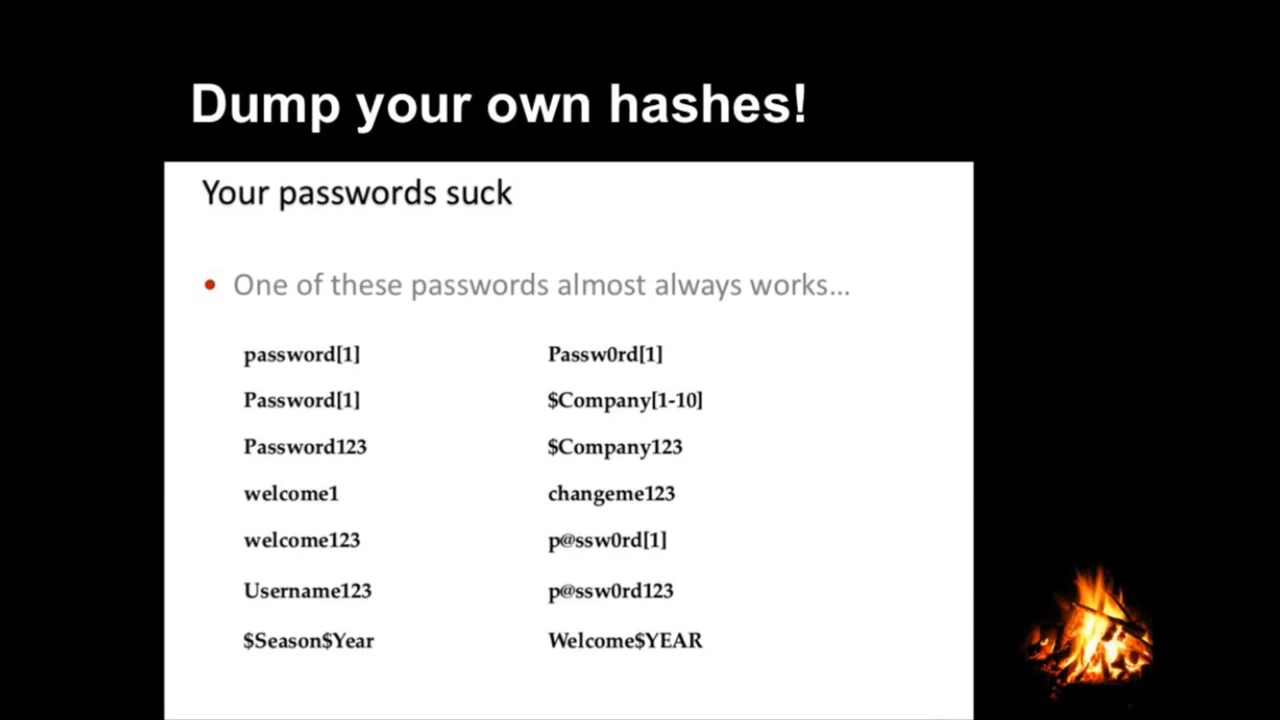 Dump your own hashes!
Your passwords suck
One of these passwords almost always works...
password[1] Passw0rd[1]
Password[1] $Company[1-10]
Password123 $Company123
welcome1 changeme123
welcome123 p@ssw0rd[1]
Username123 p@ssw0rd123
$Season$Year Welcome$YEAR